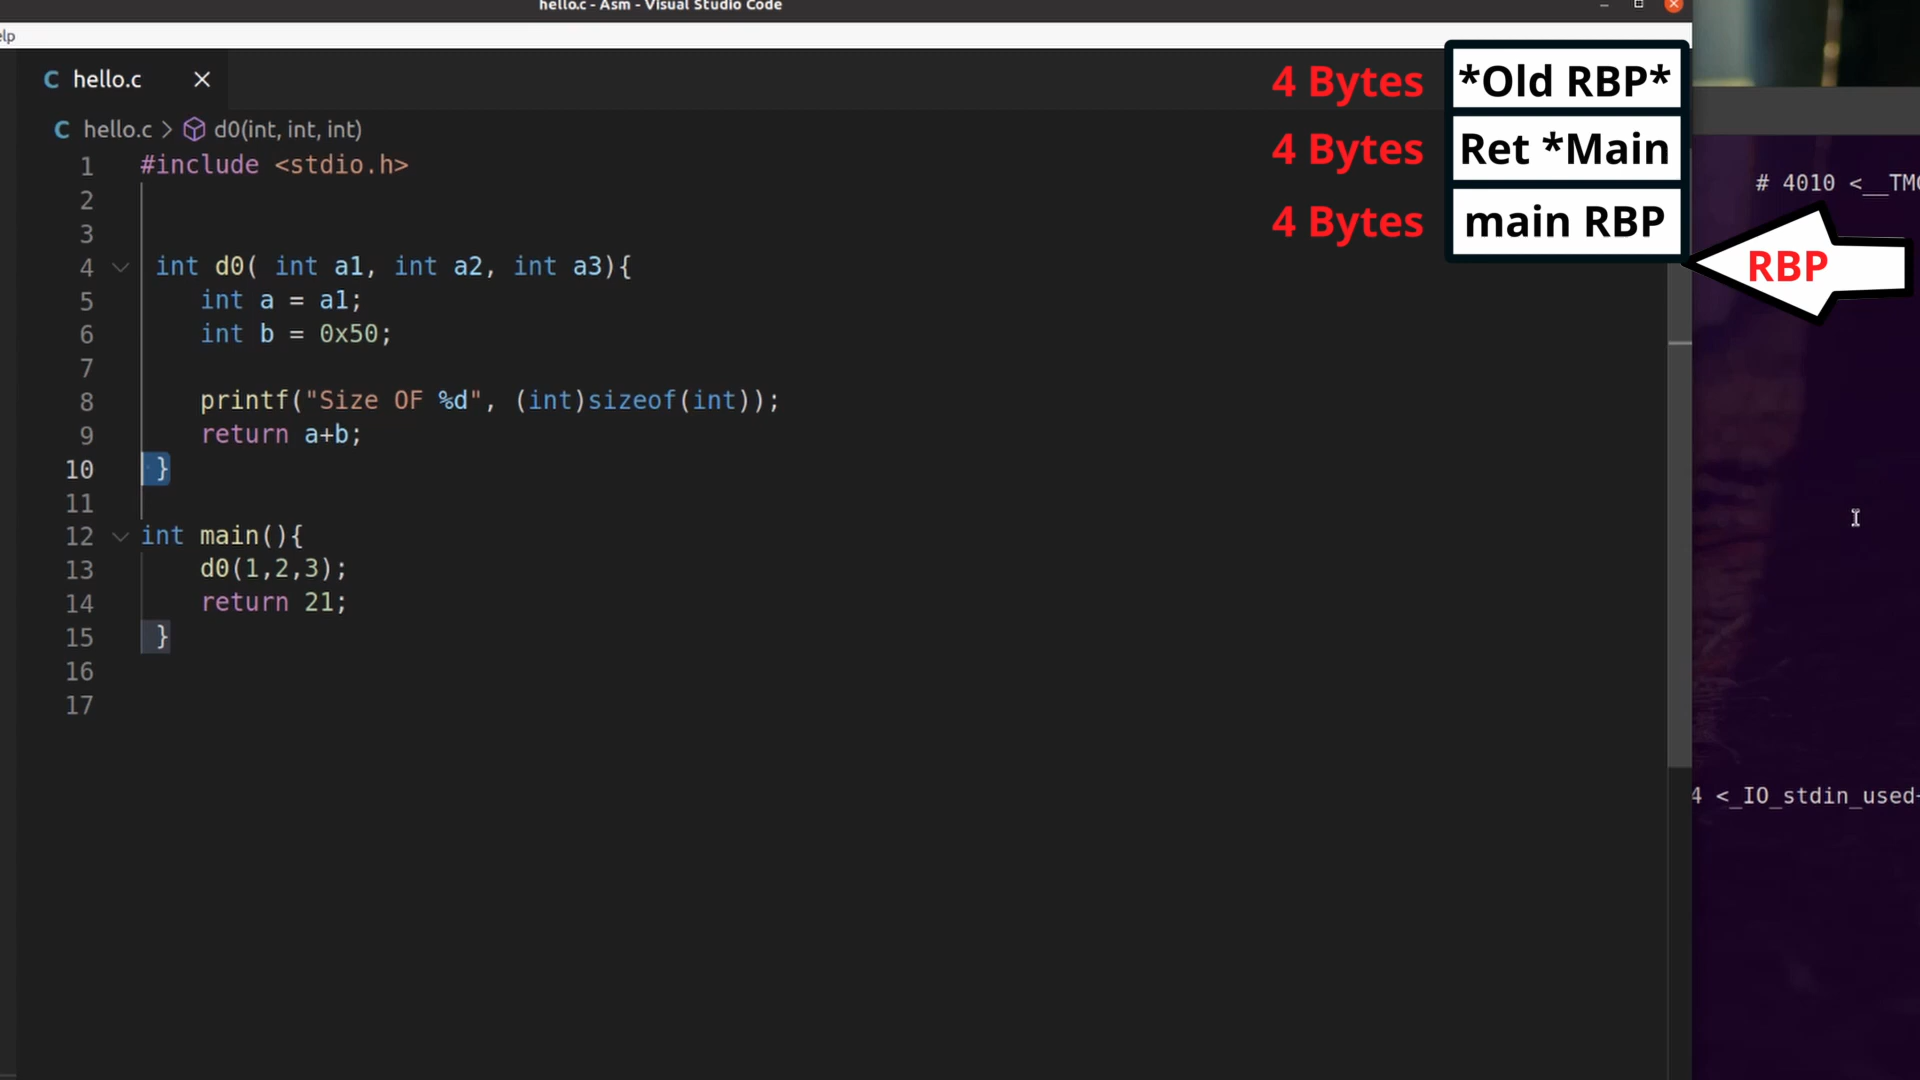 hello.c - Asm - Visual Studio Code
elp
C hello.c
C hello.c > d0(int, int, int)
1 #include <stdio.h>
2
3
4 int d0( int a1, int a2, int a3){
5 int a = a1;
6 int b = 0x50;
7
8 printf("Size OF %d", (int)sizeof(int));
9 return a+b;
10 }
11
12 int main(){
13 d0(1,2,3);
14 return 21;
15 }
16
17
4 Bytes *Old RBP*
4 Bytes Ret *Main
4 Bytes main RBP
RBP
# 4010 <__TMC
4 <_IO_stdin_used